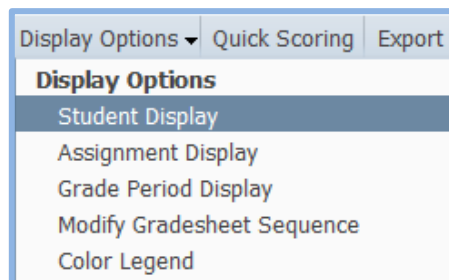 Display Options Quick Scoring Export
Display Options
Student Display
Assignment Display
Grade Period Display
Modify Gradesheet Sequence
Color Legend